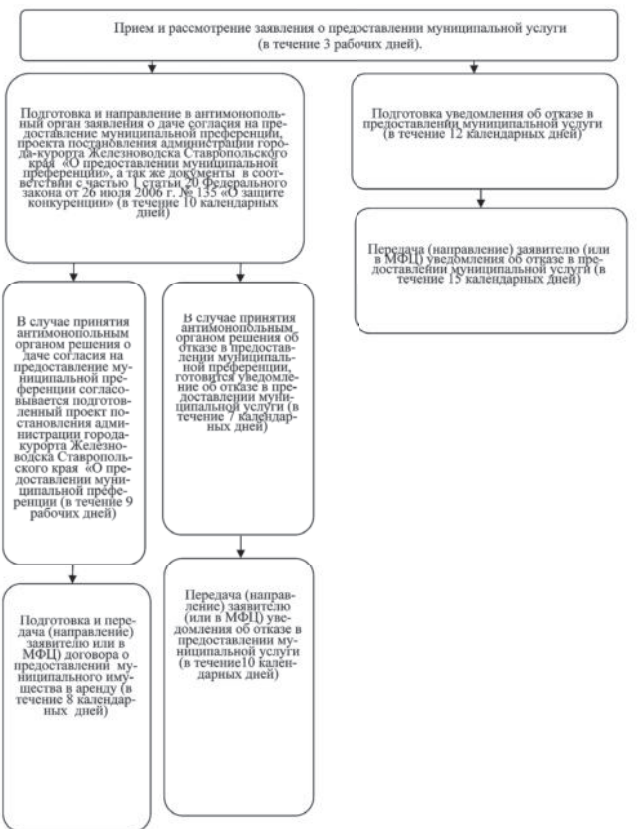 Прием и рассмотрение заявления о предоставлении муниципальной услуги
(в течение 3 рабочих дней).
Подготовка и направление в антимонополь-
ный орган заявления о даче согласия на пре-
доставление муниципальной преференции,
проекта постановления администрации горо-
да-курорта Железноводска Ставропольского
края «О предоставлении муниципальной
преференции», а так же документы в соот-
ветствии с частью 1 статьи 20 Федерального
закона от 26 июля 2006 г. № 135 «О защите
конкуренции» (в течение 10 календарных
дней)
Подготовка уведомления об отказе в
предоставлении муниципальной услуги
(в течение 12 календарных дней)
Передача (направление) заявителю (или
в МФЦ) уведомления об отказе в пре-
доставлении муниципальной услуги (в
течение 15 календарных дней)
В случае принятия
антимонопольным
органом решения о
даче согласия на
предоставление му-
ниципальной пре-
ференции согласо-
вывается подготов-
ленный проект по-
становления адми-
нистрации города-
курорта Железно-
водска Ставрополь-
ского края «О пре-
доставлении муни-
ципальной префе-
ренции (в течение 9
рабочих дней)
В случае принятия
антимонопольным
органом решения об
отказе в предостав-
лении муниципаль-
ной преференции,
готовится уведомле-
ние об отказе в пре-
доставлении муни-
ципальной услуги (в
течение 7 календар-
ных дней)
Подготовка и пере-
дача (направление)
заявителю или в
МФЦ) договора о
предоставлении му-
ниципального иму-
щества в аренду (в
течение 8 календар-
ных дней)
Передача (направ-
ление) заявителю
(или в МФЦ) уве-
домления об отказе в
предоставлении му-
ниципальной услуги
(в течение10 кален-
дарных дней)